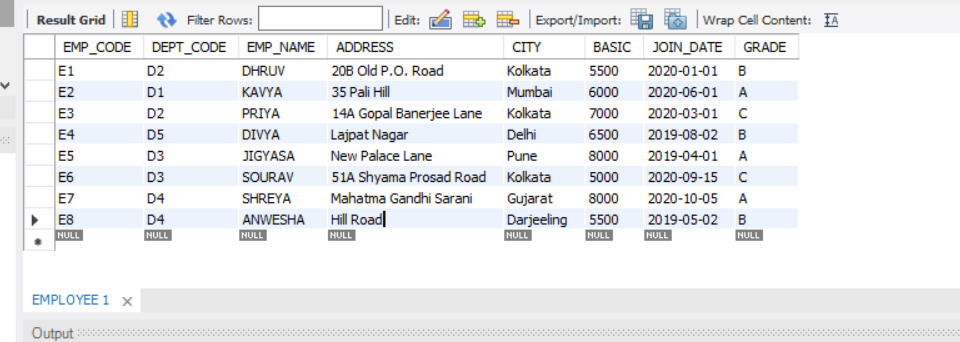 Result Grid Filter Rows: Edit: Export/Import: Wrap Cell Content: IA
EMP_CODE DEPT_CODE EMP_NAME ADDRESS CITY BASIC JOIN_DATE GRADE
E1 D2 DHRUV 20B Old P.O. Road Kolkata 5500 2020-01-01 B
E2 D1 KAVYA 35 Pali Hill Mumbai 6000 2020-06-01 A
E3 D2 PRIYA 14A Gopal Banerjee Lane Kolkata 7000 2020-03-01 C
E4 D5 DIVYA Lajpat Nagar Delhi 6500 2019-08-02 B
E5 D3 JIGYASA New Palace Lane Pune 8000 2019-04-01 A
E6 D3 SOURAV 51A Shyama Prosad Road Kolkata 5000 2020-09-15 C
E7 D4 SHREYA Mahatma Gandhi Sarani Gujarat 8000 2020-10-05 A
E8 D4 ANWESHA Hill Road Darjeeling 5500 2019-05-02 B
NULL NULL NULL NULL NULL NULL NULL NULL
EMPLOYEE 1
Output